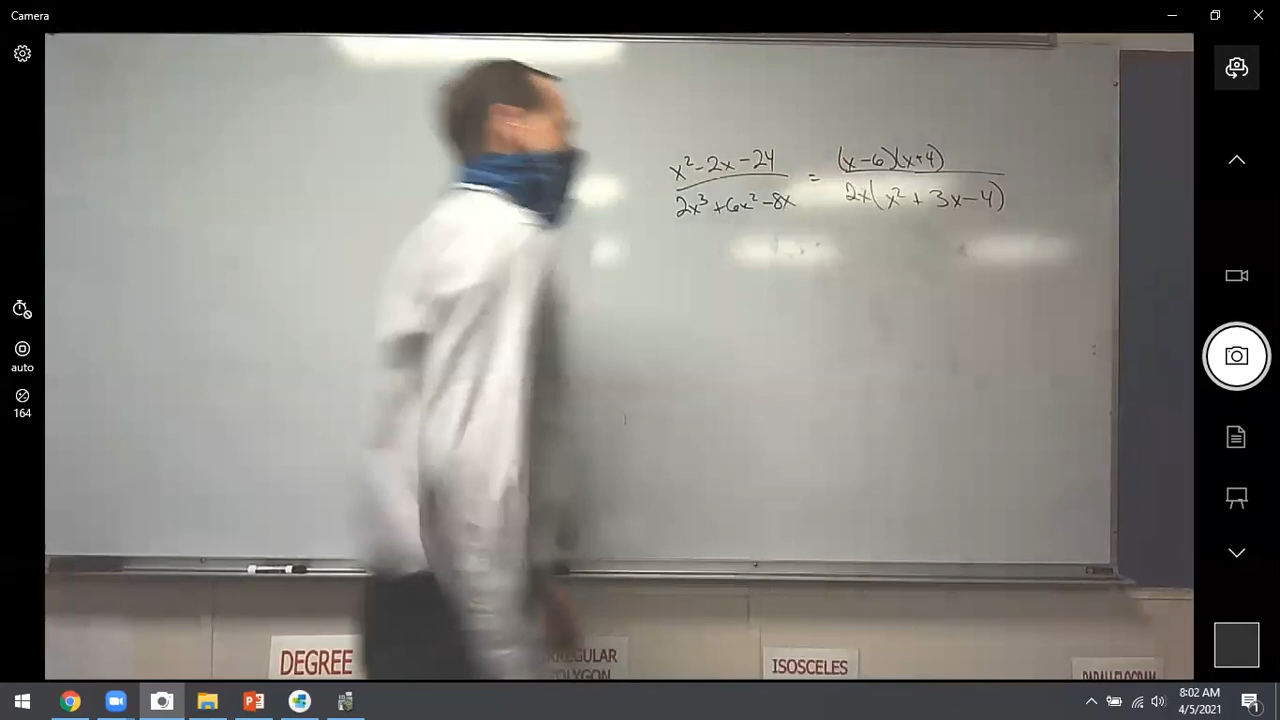 Camera
x² - 2x - 24 / 2x³ + 6x² - 8x = (x - 6)(x + 4) / 2x(x² + 3x - 4)
auto
164
DEGREE
ISOSCELES
8:02 AM
4/5/2021
1